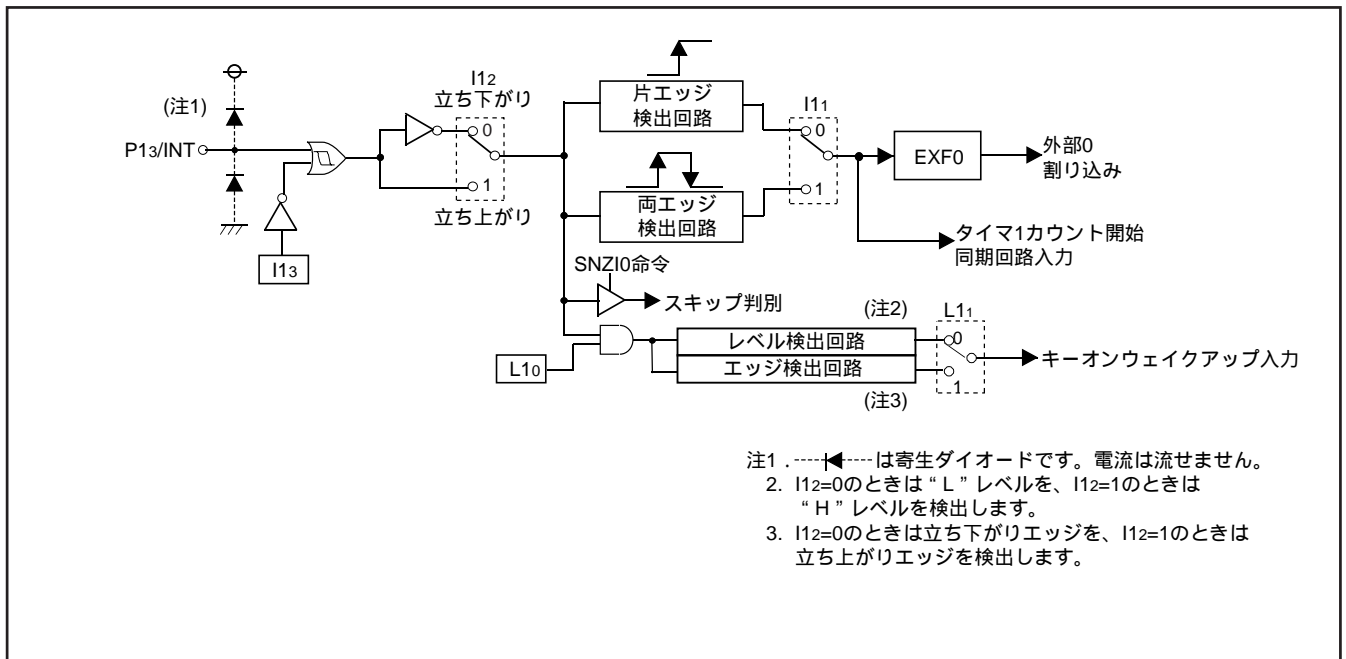 I12
立ち下がり
(注1)
P13/INT
0
1
立ち上がり
I13
片エッジ
検出回路
両エッジ
検出回路
I11
0
1
EXF0
外部0
割り込み
タイマ1カウント開始
同期回路入力
SNZI0命令
スキップ判別
L10
(注2)
レベル検出回路
エッジ検出回路
(注3)
L11
0
1
キーオンウェイクアップ入力
注1 . は寄生ダイオードです。電流は流せません。
2. I12=0のときは“L”レベルを、I12=1のときは
“H”レベルを検出します。
3. I12=0のときは立ち下がりエッジを、I12=1のときは
立ち上がりエッジを検出します。